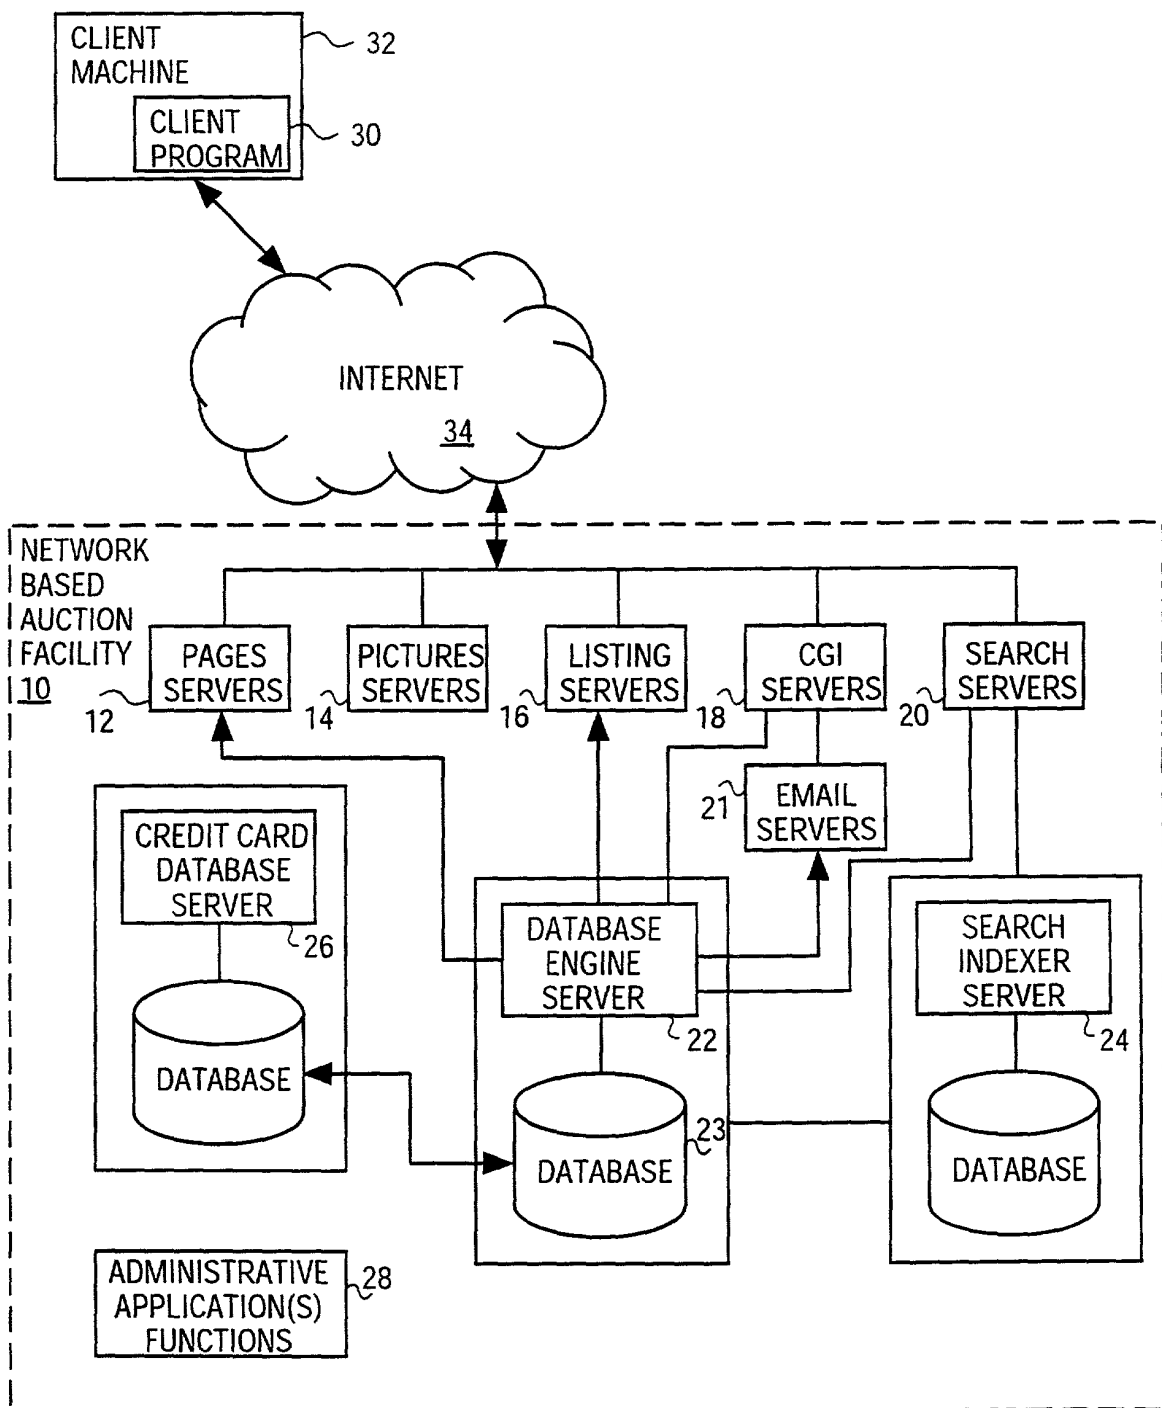 CLIENT
MACHINE
32
CLIENT
PROGRAM
30
INTERNET
34
NETWORK
BASED
AUCTION
FACILITY
10
PAGES
SERVERS
12
PICTURES
SERVERS
14
LISTING
SERVERS
16
CGI
SERVERS
18
SEARCH
SERVERS
20
EMAIL
SERVERS
21
CREDIT CARD
DATABASE
SERVER
26
DATABASE
DATABASE
ENGINE
SERVER
22
DATABASE
23
SEARCH
INDEXER
SERVER
24
DATABASE
ADMINISTRATIVE
APPLICATION(S)
FUNCTIONS
28